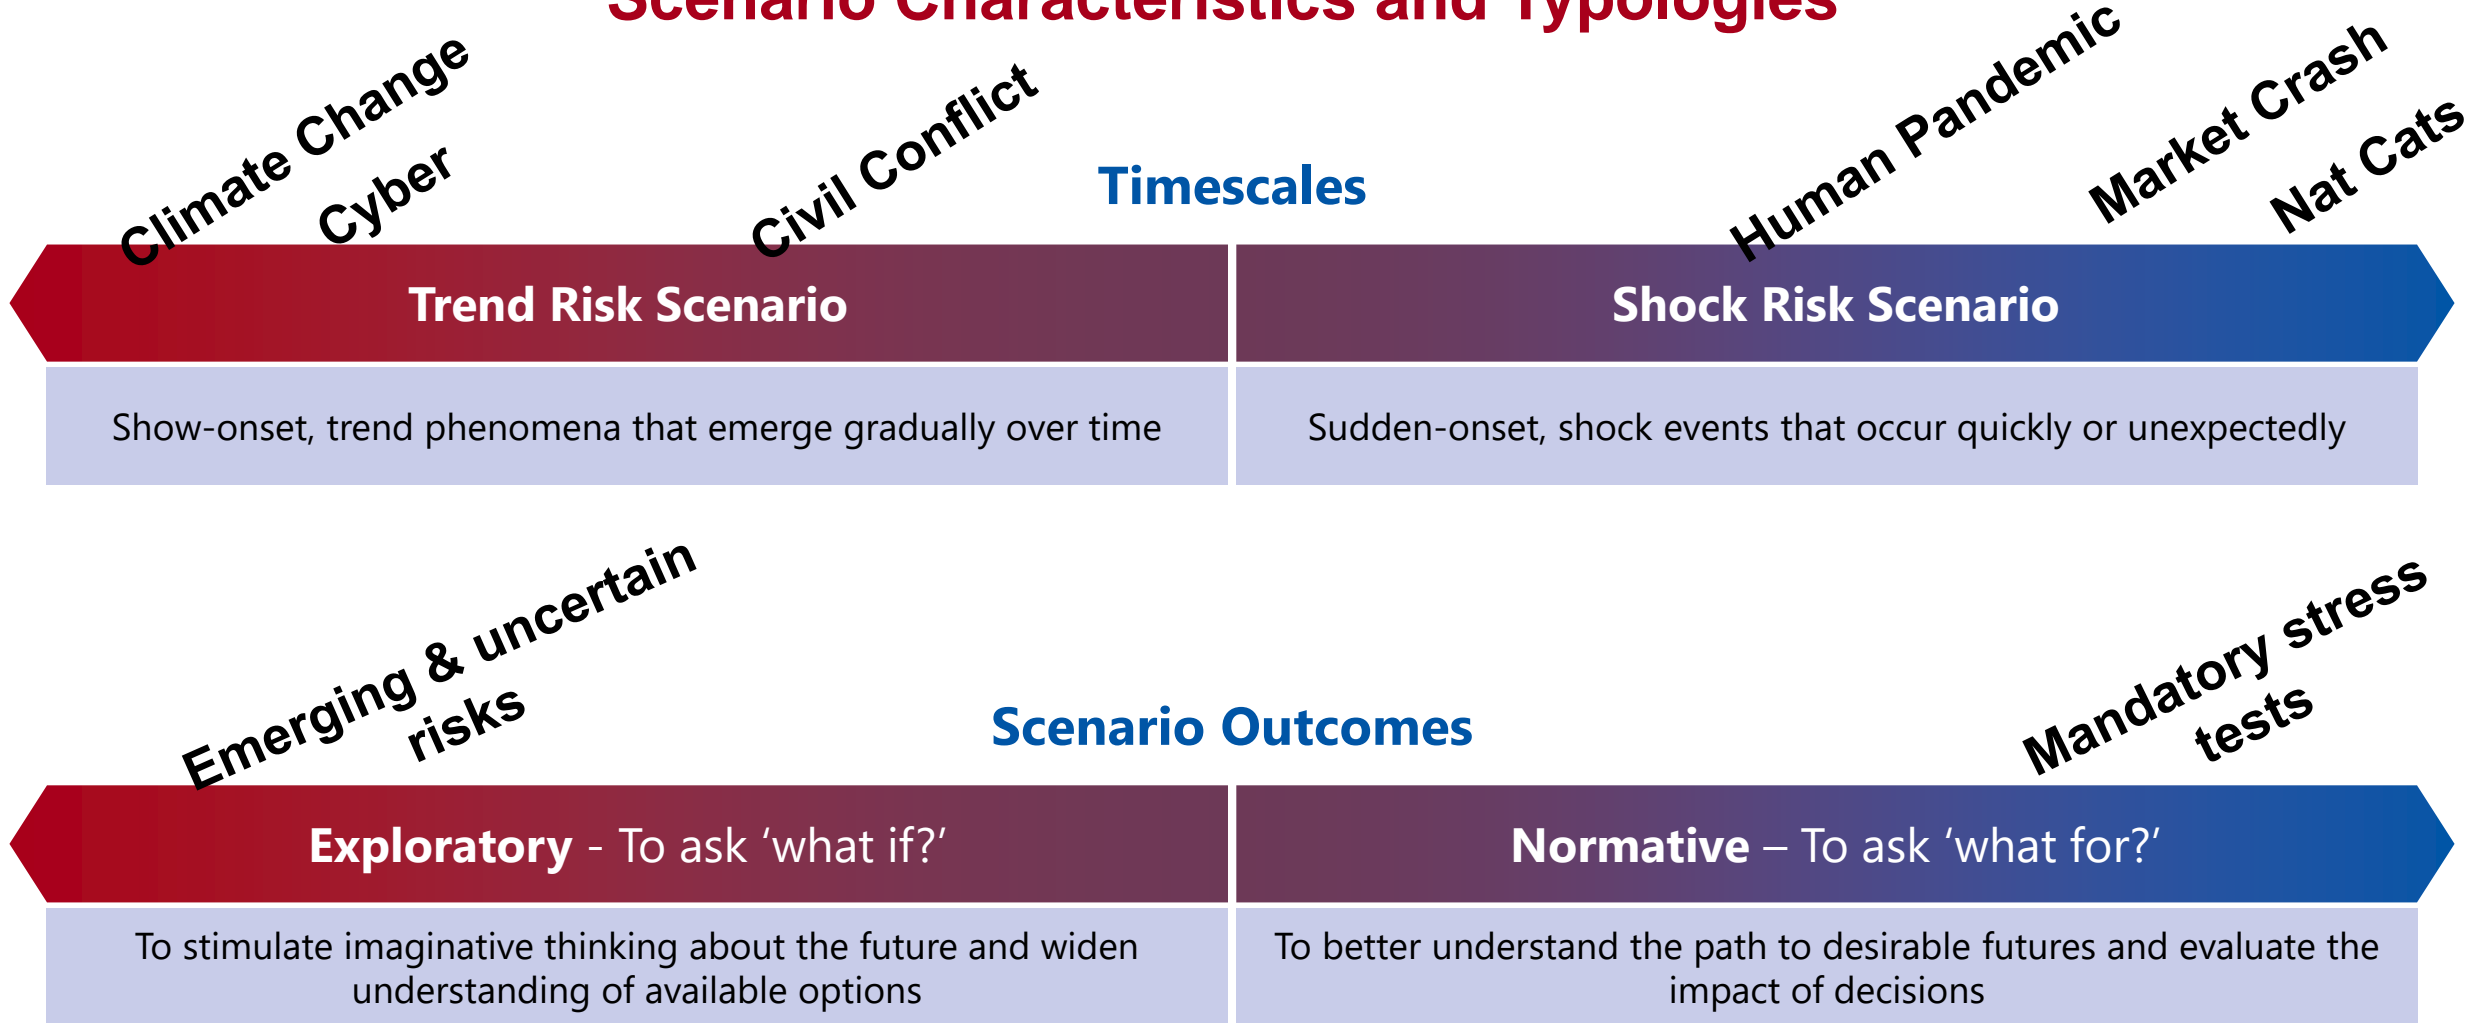 Scenario Characteristics and Typologies
Climate Change
Cyber
Civil Conflict
Timescales
Human Pandemic
Market Crash
Nat Cats
Trend Risk Scenario
Shock Risk Scenario
Show-onset, trend phenomena that emerge gradually over time
Sudden-onset, shock events that occur quickly or unexpectedly
Emerging & uncertain
risks
Scenario Outcomes
Mandatory stress
tests
Exploratory - To ask ‘what if?’
Normative – To ask ‘what for?’
To stimulate imaginative thinking about the future and widen
understanding of available options
To better understand the path to desirable futures and evaluate the
impact of decisions